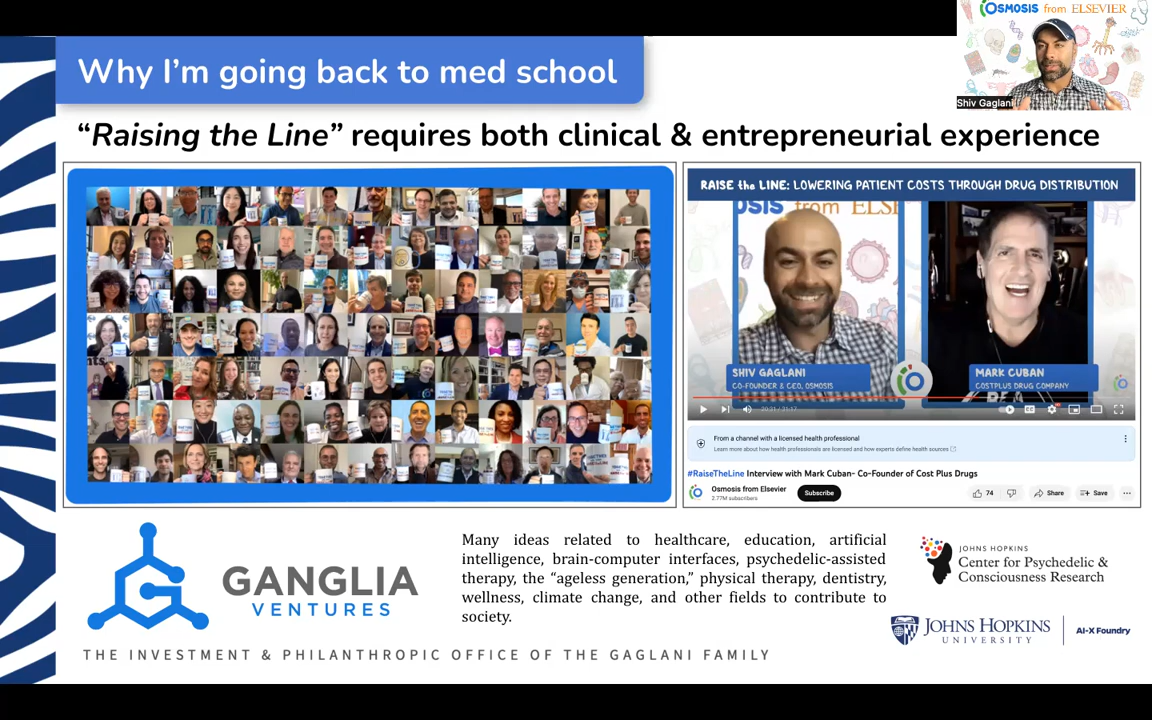 OSMOSIS from ELSEVIER
Shiv Gaglani
Why I’m going back to med school
“Raising the Line” requires both clinical & entrepreneurial experience
RAISE the LINE: LOWERING PATIENT COSTS THROUGH DRUG DISTRIBUTION
OSIS from ELSE
SHIV GAGLANI
CO-FOUNDER & CEO, OSMOSIS
MARK CUBAN
COSTPLUS DRUG COMPANY
From a channel with a licensed health professional
Learn more about how health professionals are licensed and how experts define health sources
#RaiseTheLine Interview with Mark Cuban- Co-Founder of Cost Plus Drugs
Osmosis from Elsevier
2.77M subscribers
Subscribe
74
Share
Save
GANGLIA
VENTURES
THE INVESTMENT & PHILANTHROPIC OFFICE OF THE GAGLANI FAMILY
Many ideas related to healthcare, education, artificial
intelligence, brain-computer interfaces, psychedelic-assisted
therapy, the “ageless generation,” physical therapy, dentistry,
wellness, climate change, and other fields to contribute to
society.
JOHNS HOPKINS
Center for Psychedelic &
Consciousness Research
JOHNS HOPKINS
UNIVERSITY
AI-X Foundry